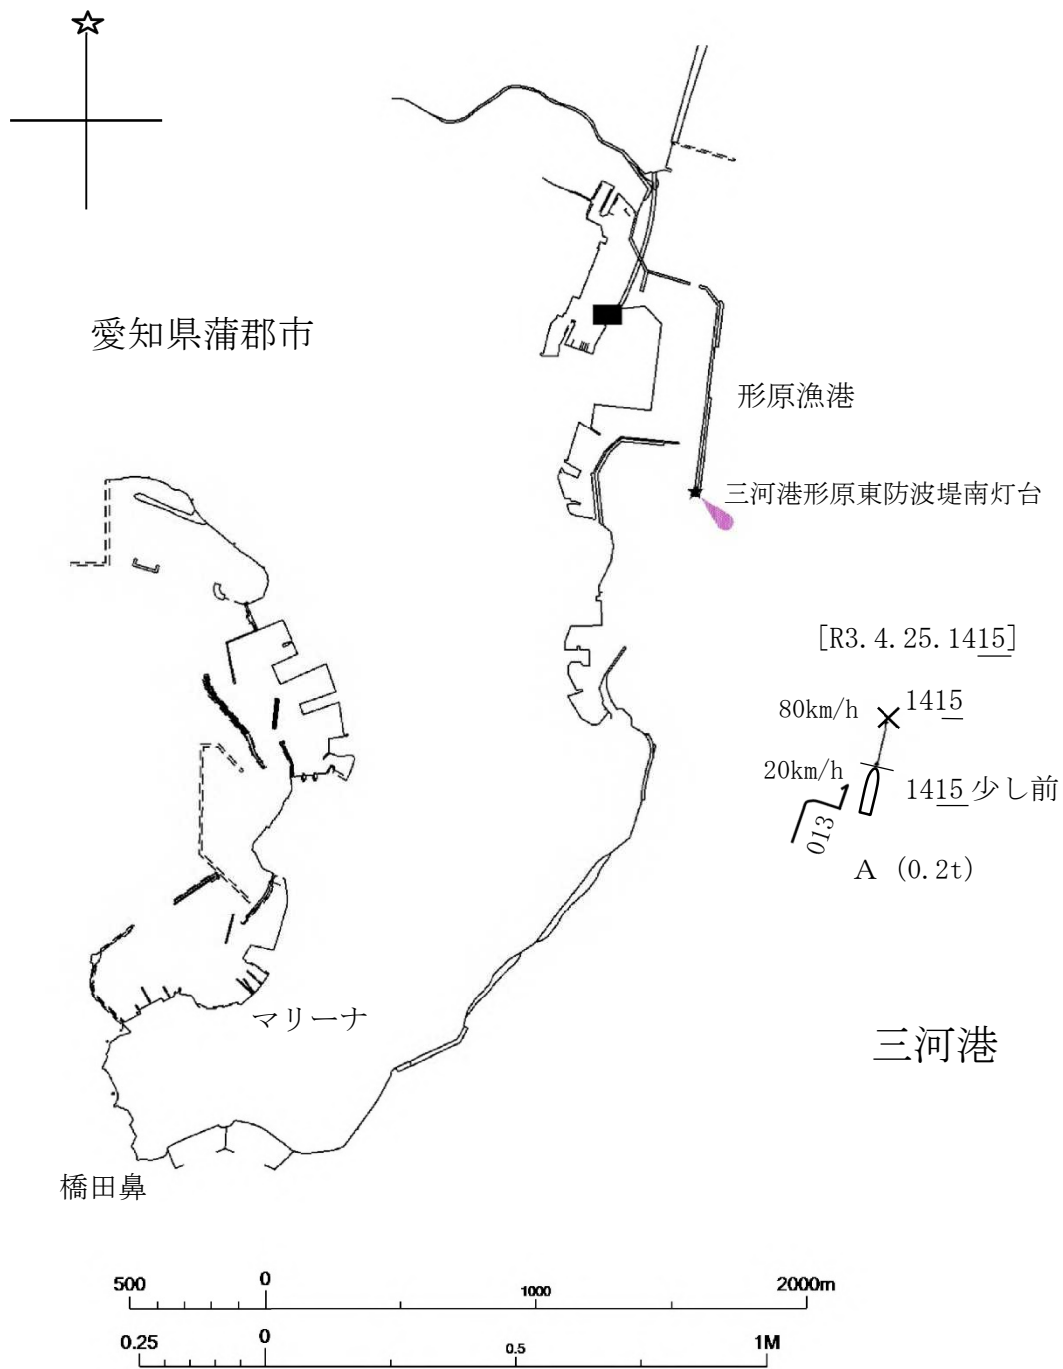 愛知県蒲郡市
形原漁港
三河港形原東防波堤南灯台
[R3.4.25.1415]
80km/h
1415
20km/h
1415少し前
013
A (0.2t)
マリーナ
三河港
橋田鼻
500 0 1000 2000m
0.25 0 0.5 1M